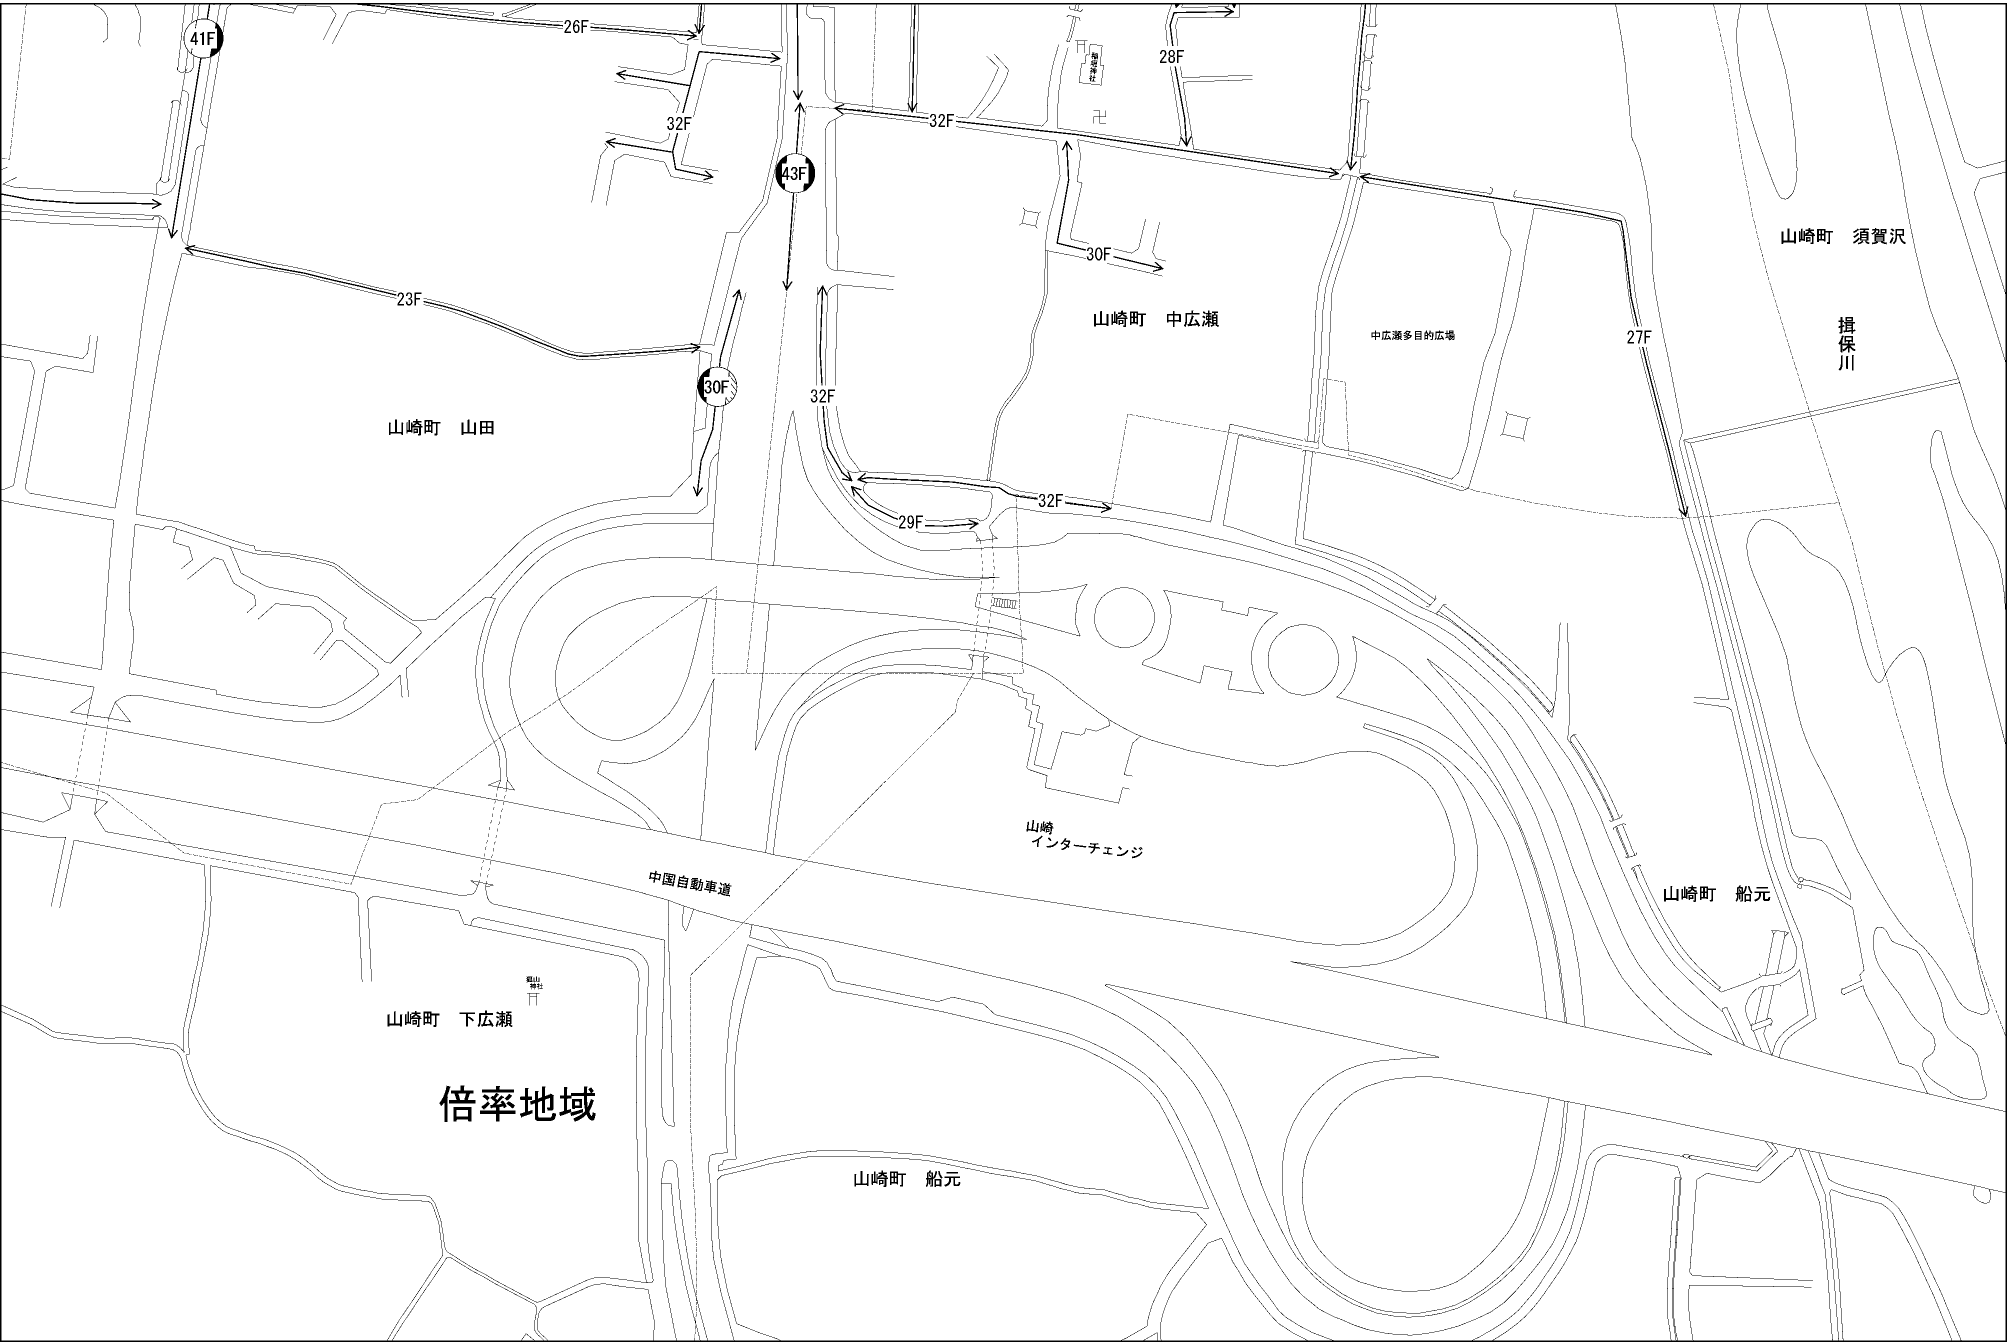 41F
26F
28F
稲垣神社
32F
32F
43F
山崎町　須賀沢
30F
23F
山崎町　中広瀬
中広瀬多目的広場
27F
揖保川
30F
32F
山崎町　山田
32F
29F
山崎
インターチェンジ
中国自動車道
山崎町　船元
山崎町　下広瀬
倍率地域
山崎町　船元